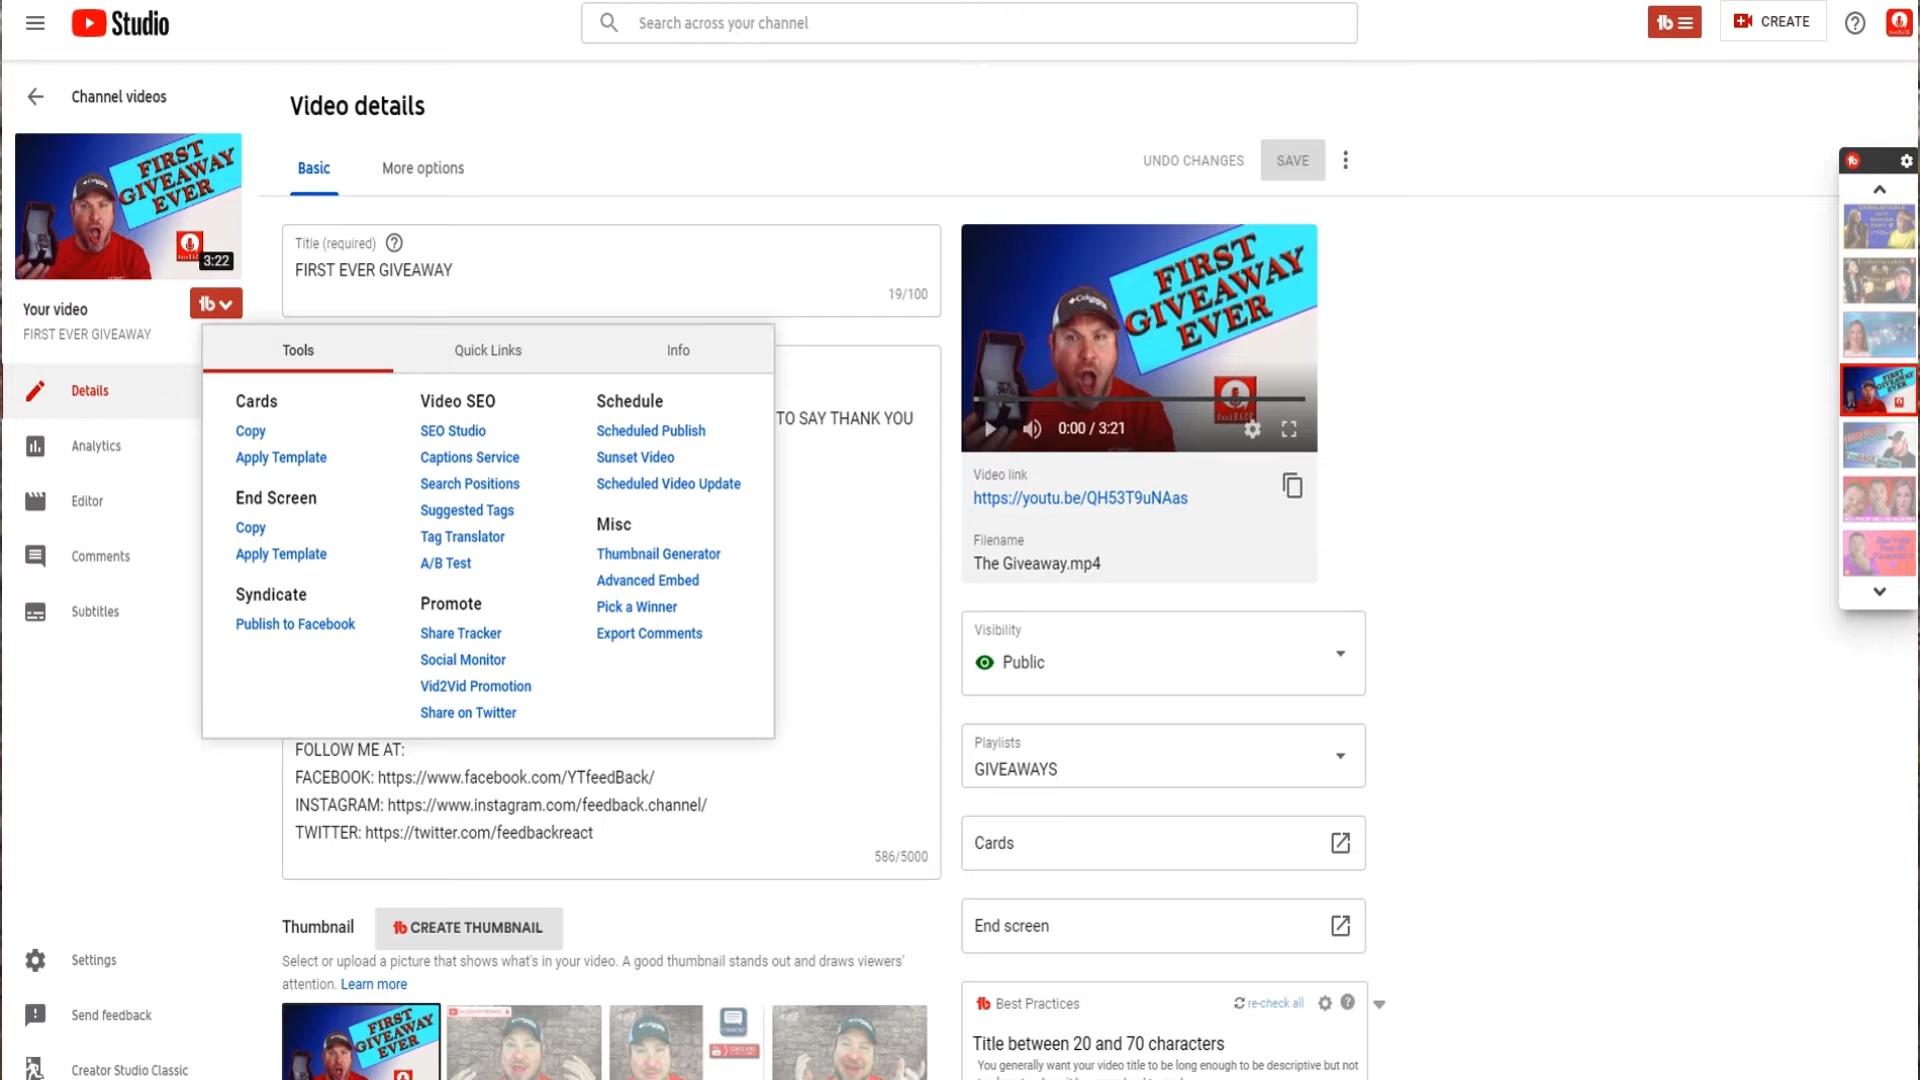 Studio
Search across your channel
CREATE
Channel videos
FIRST
GIVEAWAY
EVER
3:22
Your video
FIRST EVER GIVEAWAY
Details
Analytics
Editor
Comments
Subtitles
Settings
Send feedback
Creator Studio Classic
Video details
Basic
More options
UNDO CHANGES
SAVE
Title (required)
FIRST EVER GIVEAWAY
19/100
Tools
Quick Links
Info
Cards
Copy
Apply Template
End Screen
Copy
Apply Template
Syndicate
Publish to Facebook
Video SEO
SEO Studio
Captions Service
Search Positions
Suggested Tags
Tag Translator
A/B Test
Promote
Share Tracker
Social Monitor
Vid2Vid Promotion
Share on Twitter
Schedule
Scheduled Publish
Sunset Video
Scheduled Video Update
Misc
Thumbnail Generator
Advanced Embed
Pick a Winner
Export Comments
TO SAY THANK YOU
FOLLOW ME AT:
FACEBOOK: https://www.facebook.com/YTfeedBack/
INSTAGRAM: https://www.instagram.com/feedback.channel/
TWITTER: https://twitter.com/feedbackreact
586/5000
Thumbnail
CREATE THUMBNAIL
Select or upload a picture that shows what's in your video. A good thumbnail stands out and draws viewers'
attention. Learn more
FIRST
GIVEAWAY
EVER
FIRST
GIVEAWAY
EVER
0:00 / 3:21
Video link
https://youtu.be/QH53T9uNAas
Filename
The Giveaway.mp4
Visibility
Public
Playlists
GIVEAWAYS
Cards
End screen
Best Practices
re-check all
Title between 20 and 70 characters
You generally want your video title to be long enough to be descriptive but not
FIRST
GIVEAWAY
EVER